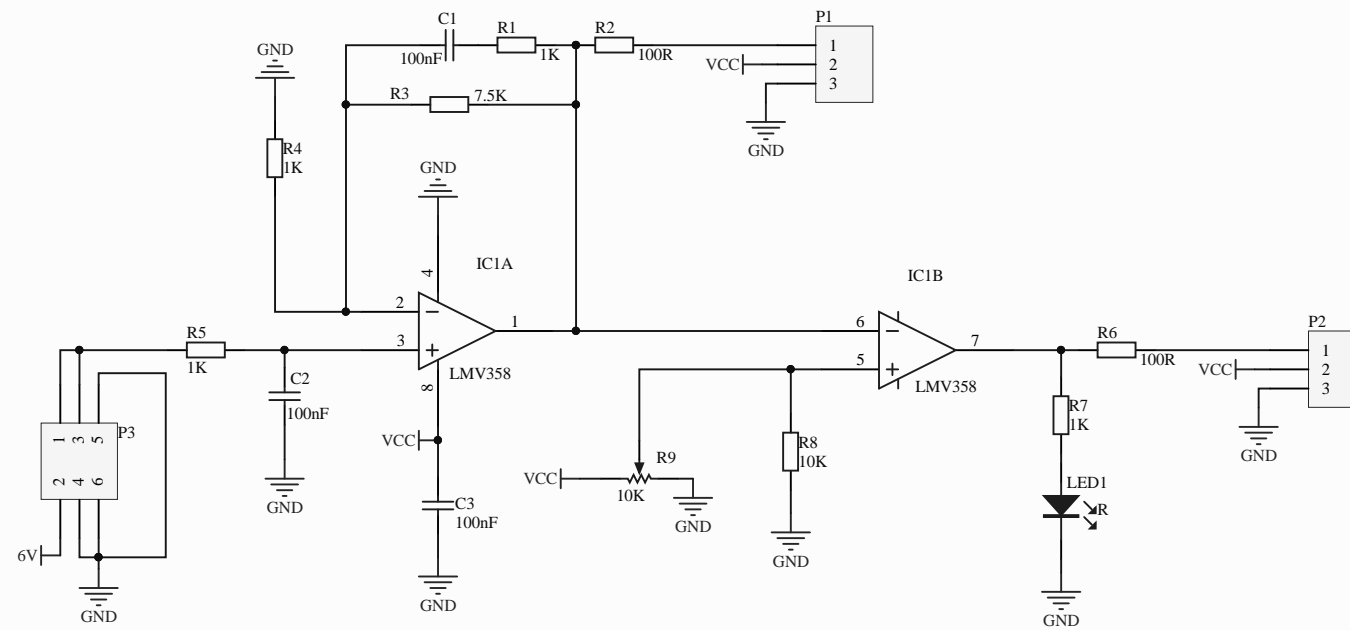 C1
R1
R2
P1
100nF
1K
100R
1
VCC
2
3
GND
GND
R3
7.5K
R4
1K
GND
4
IC1A
2
3
1
8
LMV358
R5
1K
C2
100nF
GND
VCC
C3
100nF
GND
P3
1
3
5
2
4
6
6V
GND
IC1B
6
5
7
LMV358
R6
100R
P2
1
VCC
2
3
GND
R7
1K
LED1
R
GND
R8
10K
GND
VCC
R9
10K
GND